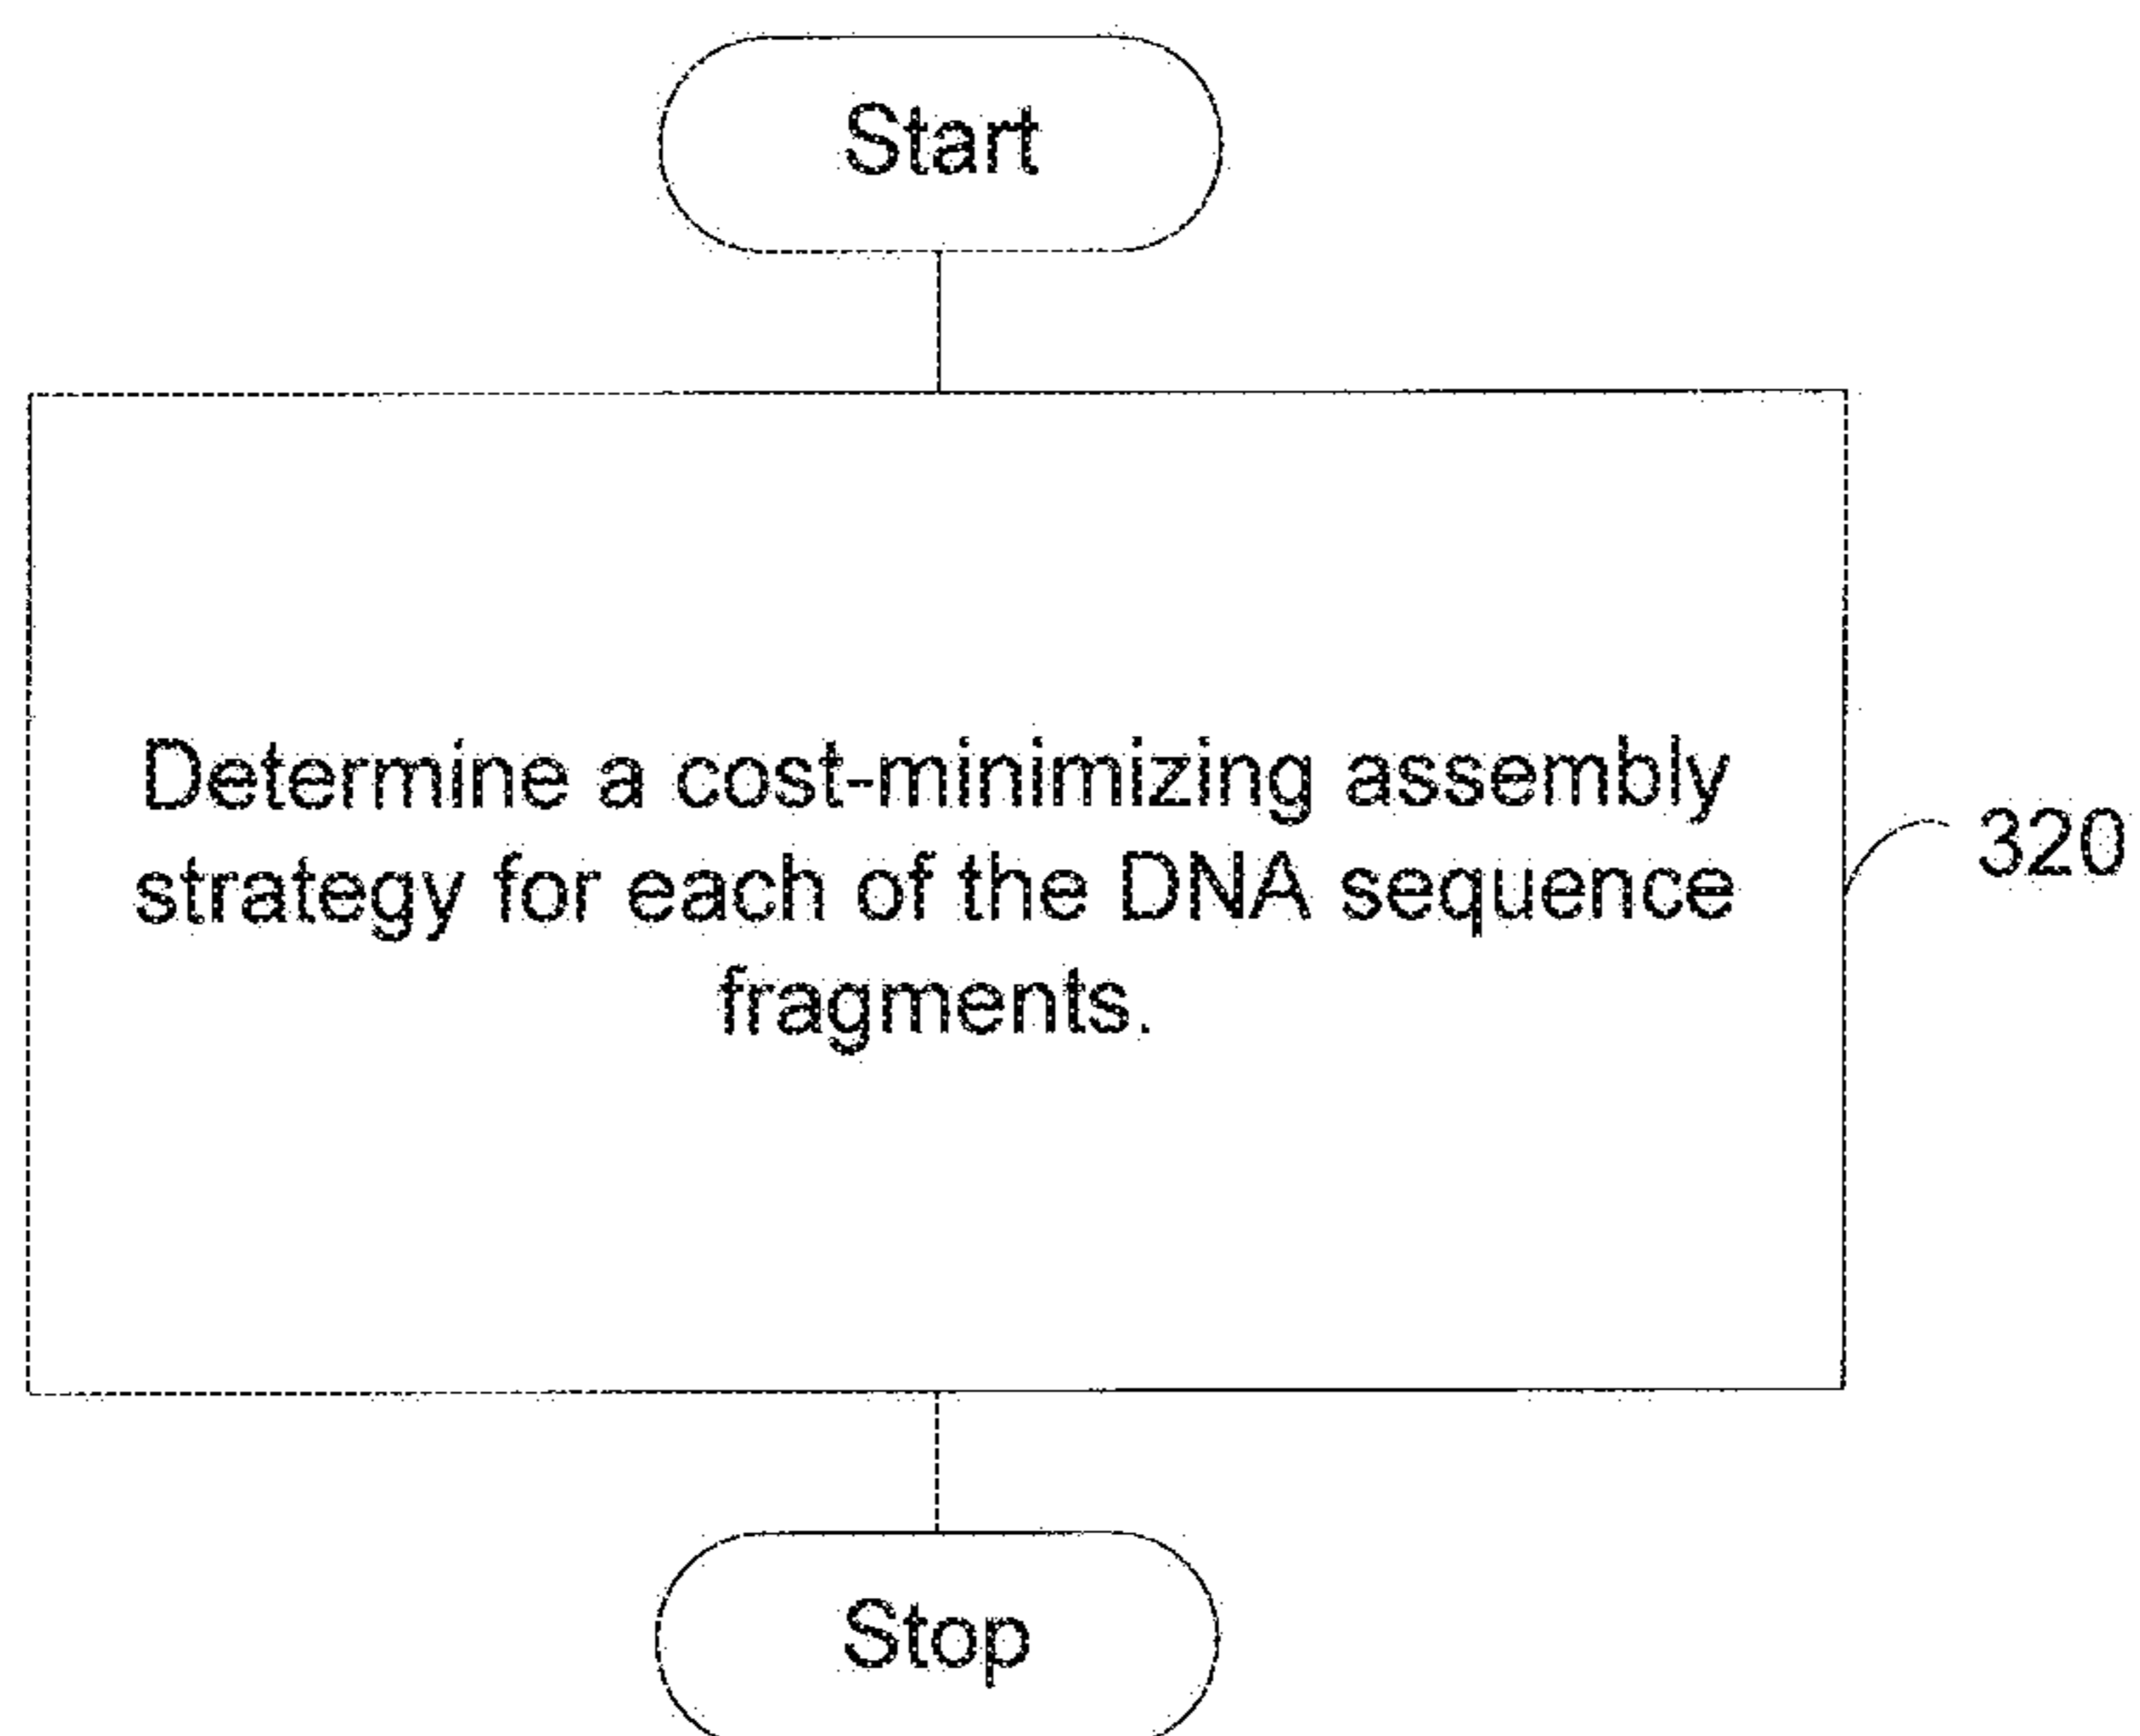 Start
Determine a cost-minimizing assembly
strategy for each of the DNA sequence
fragments.
320
Stop